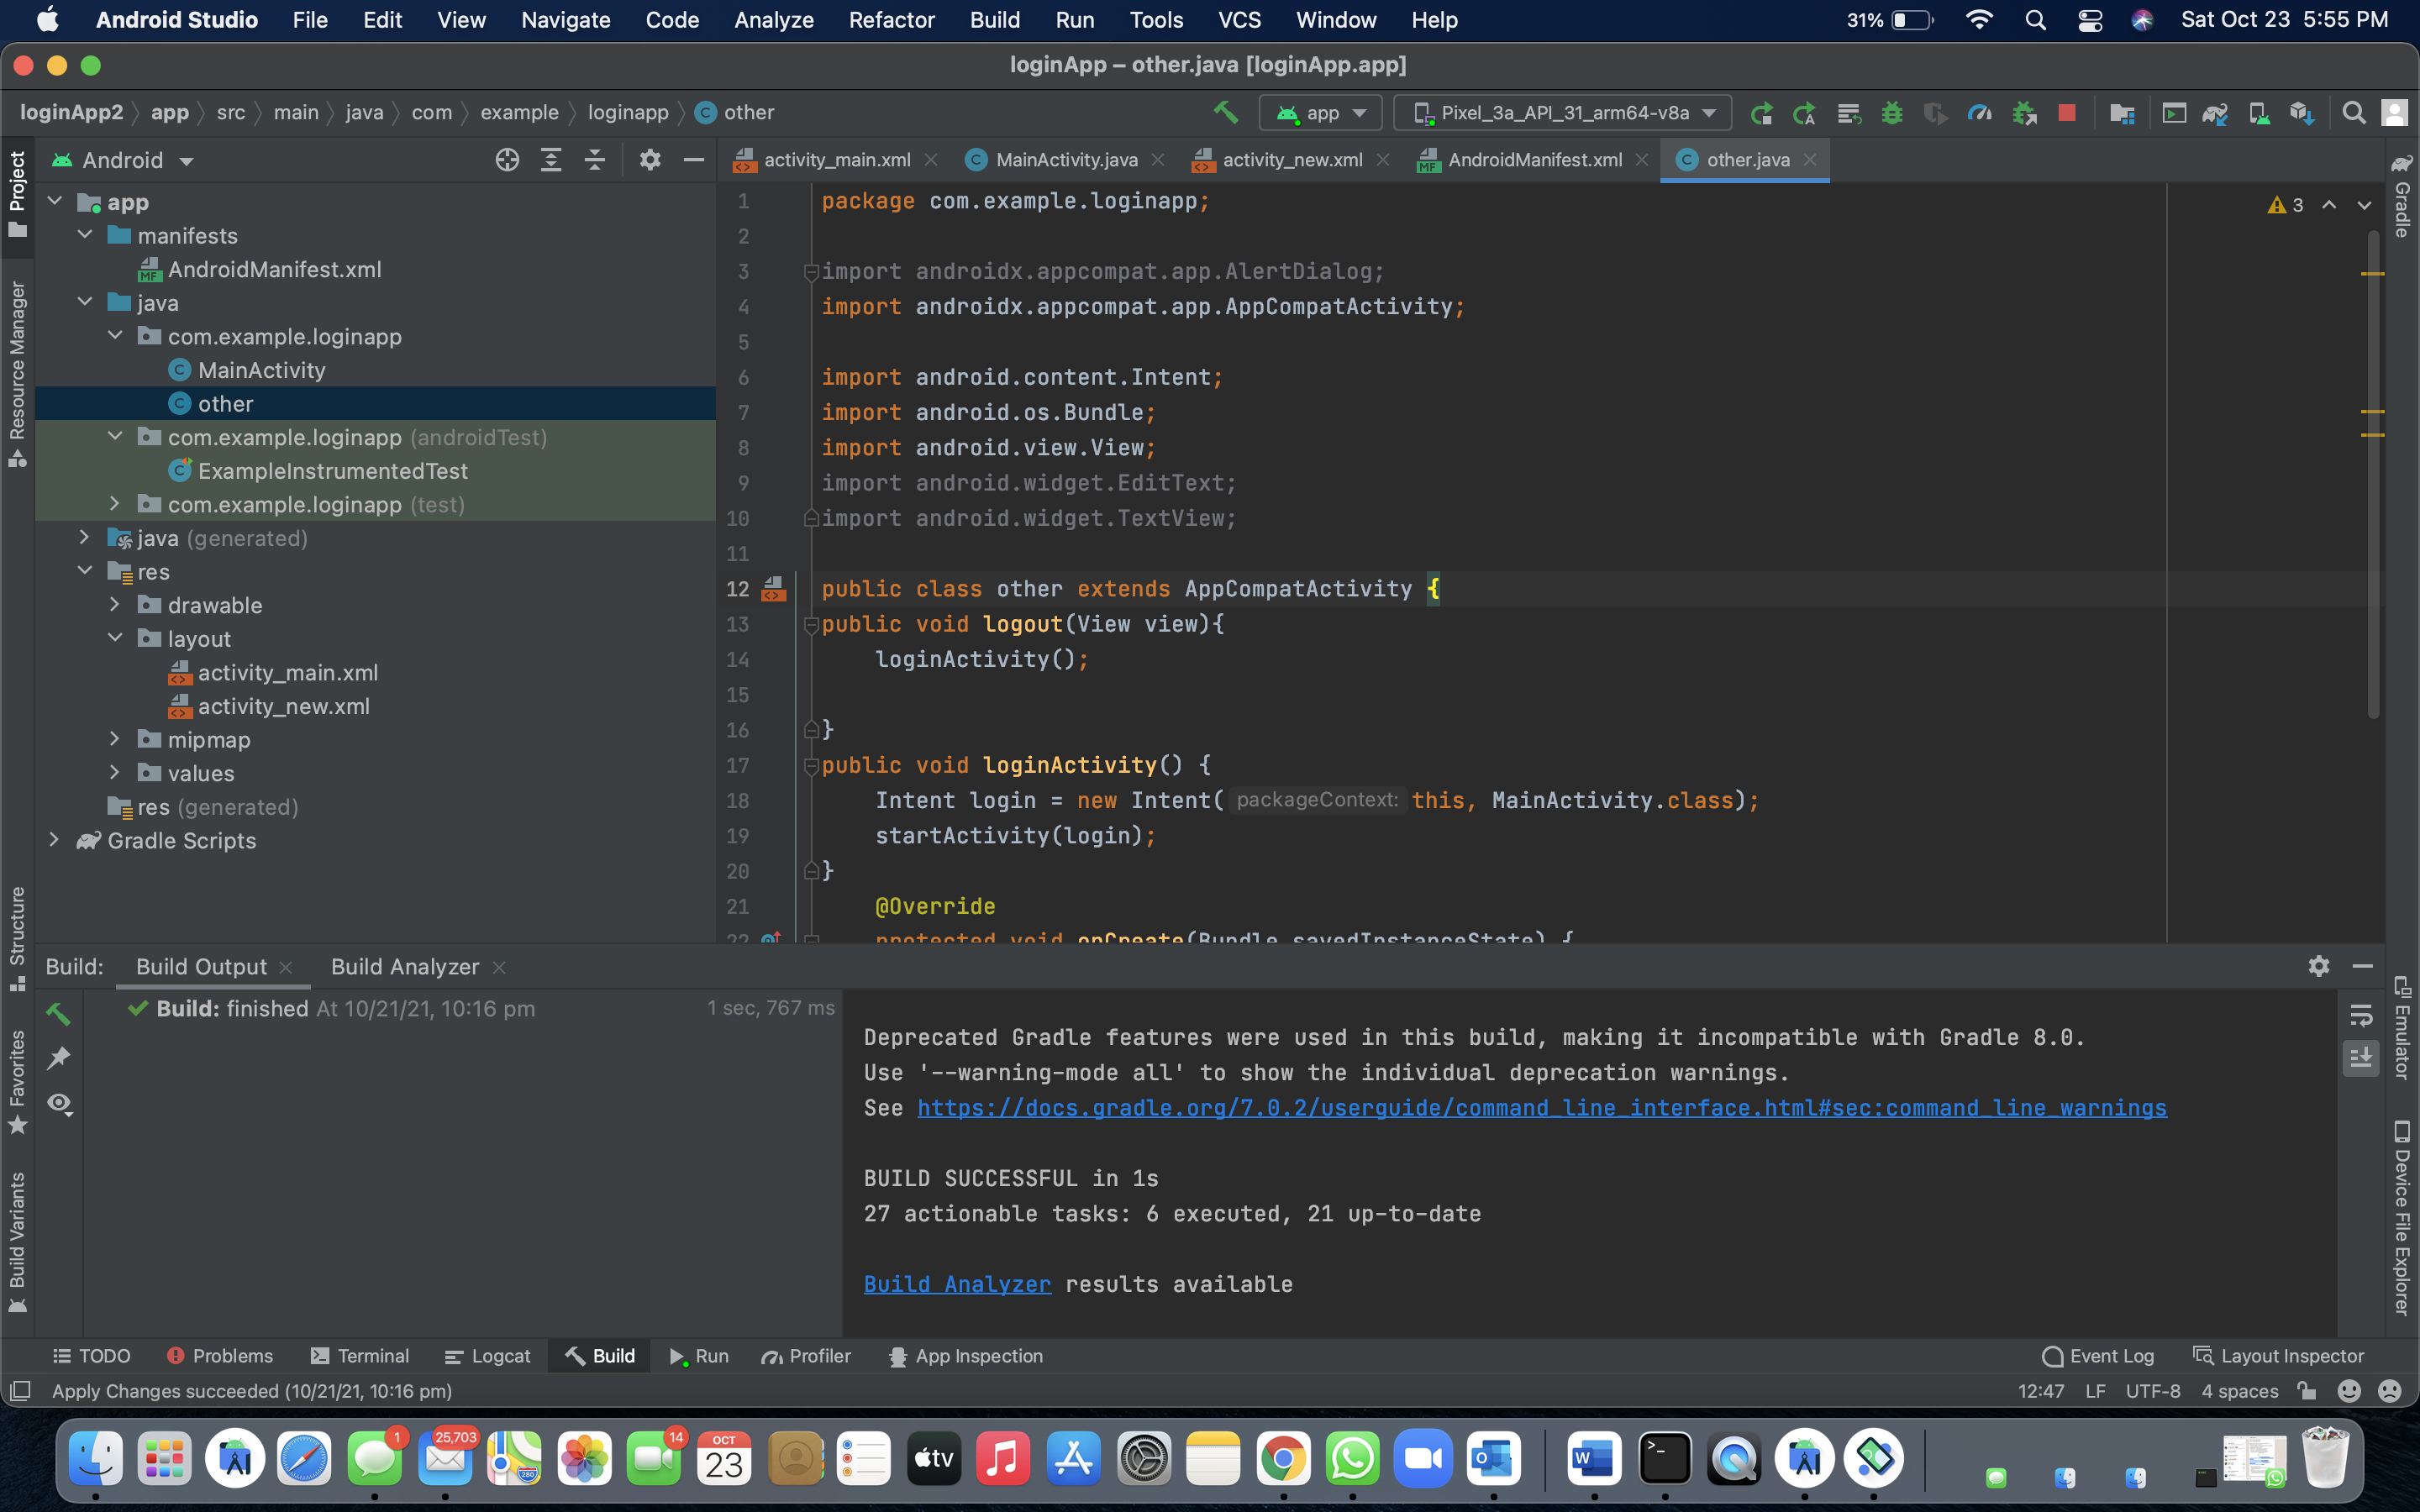 Android Studio File Edit View Navigate Code Analyze Refactor Build Run Tools VCS Window Help 31% Sat Oct 23 5:55 PM
loginApp – other.java [loginApp.app]
loginApp2 app src main java com example loginapp other app Pixel_3a_API_31_arm64-v8a
Android
activity_main.xml MainActivity.java activity_new.xml AndroidManifest.xml other.java
Project
Resource Manager
Structure
Favorites
Build Variants
app
manifests
AndroidManifest.xml
java
com.example.loginapp
MainActivity
other
com.example.loginapp (androidTest)
ExampleInstrumentedTest
com.example.loginapp (test)
java (generated)
res
drawable
layout
activity_main.xml
activity_new.xml
mipmap
values
res (generated)
Gradle Scripts
3
1 package com.example.loginapp;
2
3 import androidx.appcompat.app.AlertDialog;
4 import androidx.appcompat.app.AppCompatActivity;
5
6 import android.content.Intent;
7 import android.os.Bundle;
8 import android.view.View;
9 import android.widget.EditText;
10 import android.widget.TextView;
11
12 public class other extends AppCompatActivity {
13 public void logout(View view){
14 loginActivity();
15
16 }
17 public void loginActivity() {
18 Intent login = new Intent( packageContext: this, MainActivity.class);
19 startActivity(login);
20 }
21 @Override
22 protected void onCreate(Bundle savedInstanceState) {
Gradle
Emulator
Device File Explorer
Build: Build Output Build Analyzer
Build: finished At 10/21/21, 10:16 pm 1 sec, 767 ms
Deprecated Gradle features were used in this build, making it incompatible with Gradle 8.0.
Use '--warning-mode all' to show the individual deprecation warnings.
See https://docs.gradle.org/7.0.2/userguide/command_line_interface.html#sec:command_line_warnings
BUILD SUCCESSFUL in 1s
27 actionable tasks: 6 executed, 21 up-to-date
Build Analyzer results available
TODO Problems Terminal Logcat Build Run Profiler App Inspection Event Log Layout Inspector
Apply Changes succeeded (10/21/21, 10:16 pm) 12:47 LF UTF-8 4 spaces
1 25,703 280 14 OCT 23 tv W O